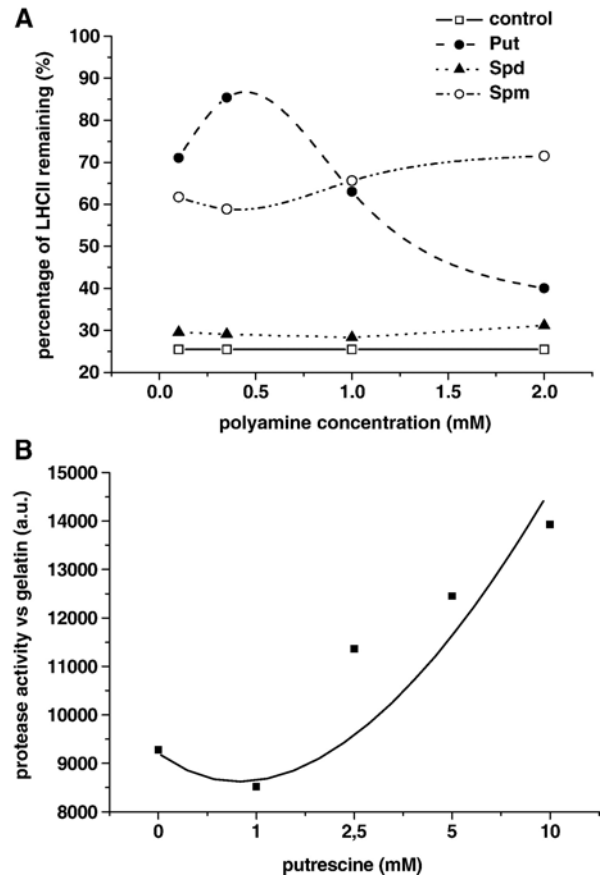 A
control
Put
Spd
Spm
percentage of LHCII remaining (%)
100
90
80
70
60
50
40
30
20
0.0 0.5 1.0 1.5 2.0
polyamine concentration (mM)
B
protease activity vs gelatin (a.u.)
15000
14000
13000
12000
11000
10000
9000
8000
0 1 2,5 5 10
putrescine (mM)